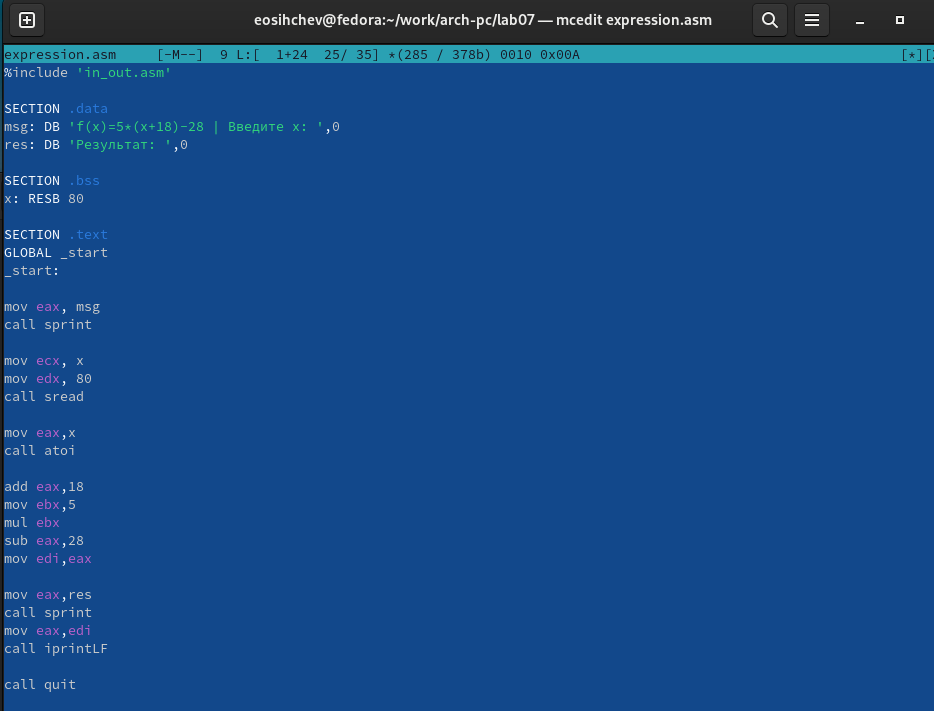 eosihchev@fedora:~/work/arch-pc/lab07 — mcedit expression.asm
expression.asm     [-M--]  9 L:[  1+24  25/ 35] *(285 / 378b) 0010 0x00A                                        [*][
%include 'in_out.asm'
SECTION .data
msg: DB 'f(x)=5*(x+18)-28 | Введите x: ',0
res: DB 'Результат: ',0
SECTION .bss
x: RESB 80
SECTION .text
GLOBAL _start
_start:
mov eax, msg
call sprint
mov ecx, x
mov edx, 80
call sread
mov eax,x
call atoi
add eax,18
mov ebx,5
mul ebx
sub eax,28
mov edi,eax
mov eax,res
call sprint
mov eax,edi
call iprintLF
call quit